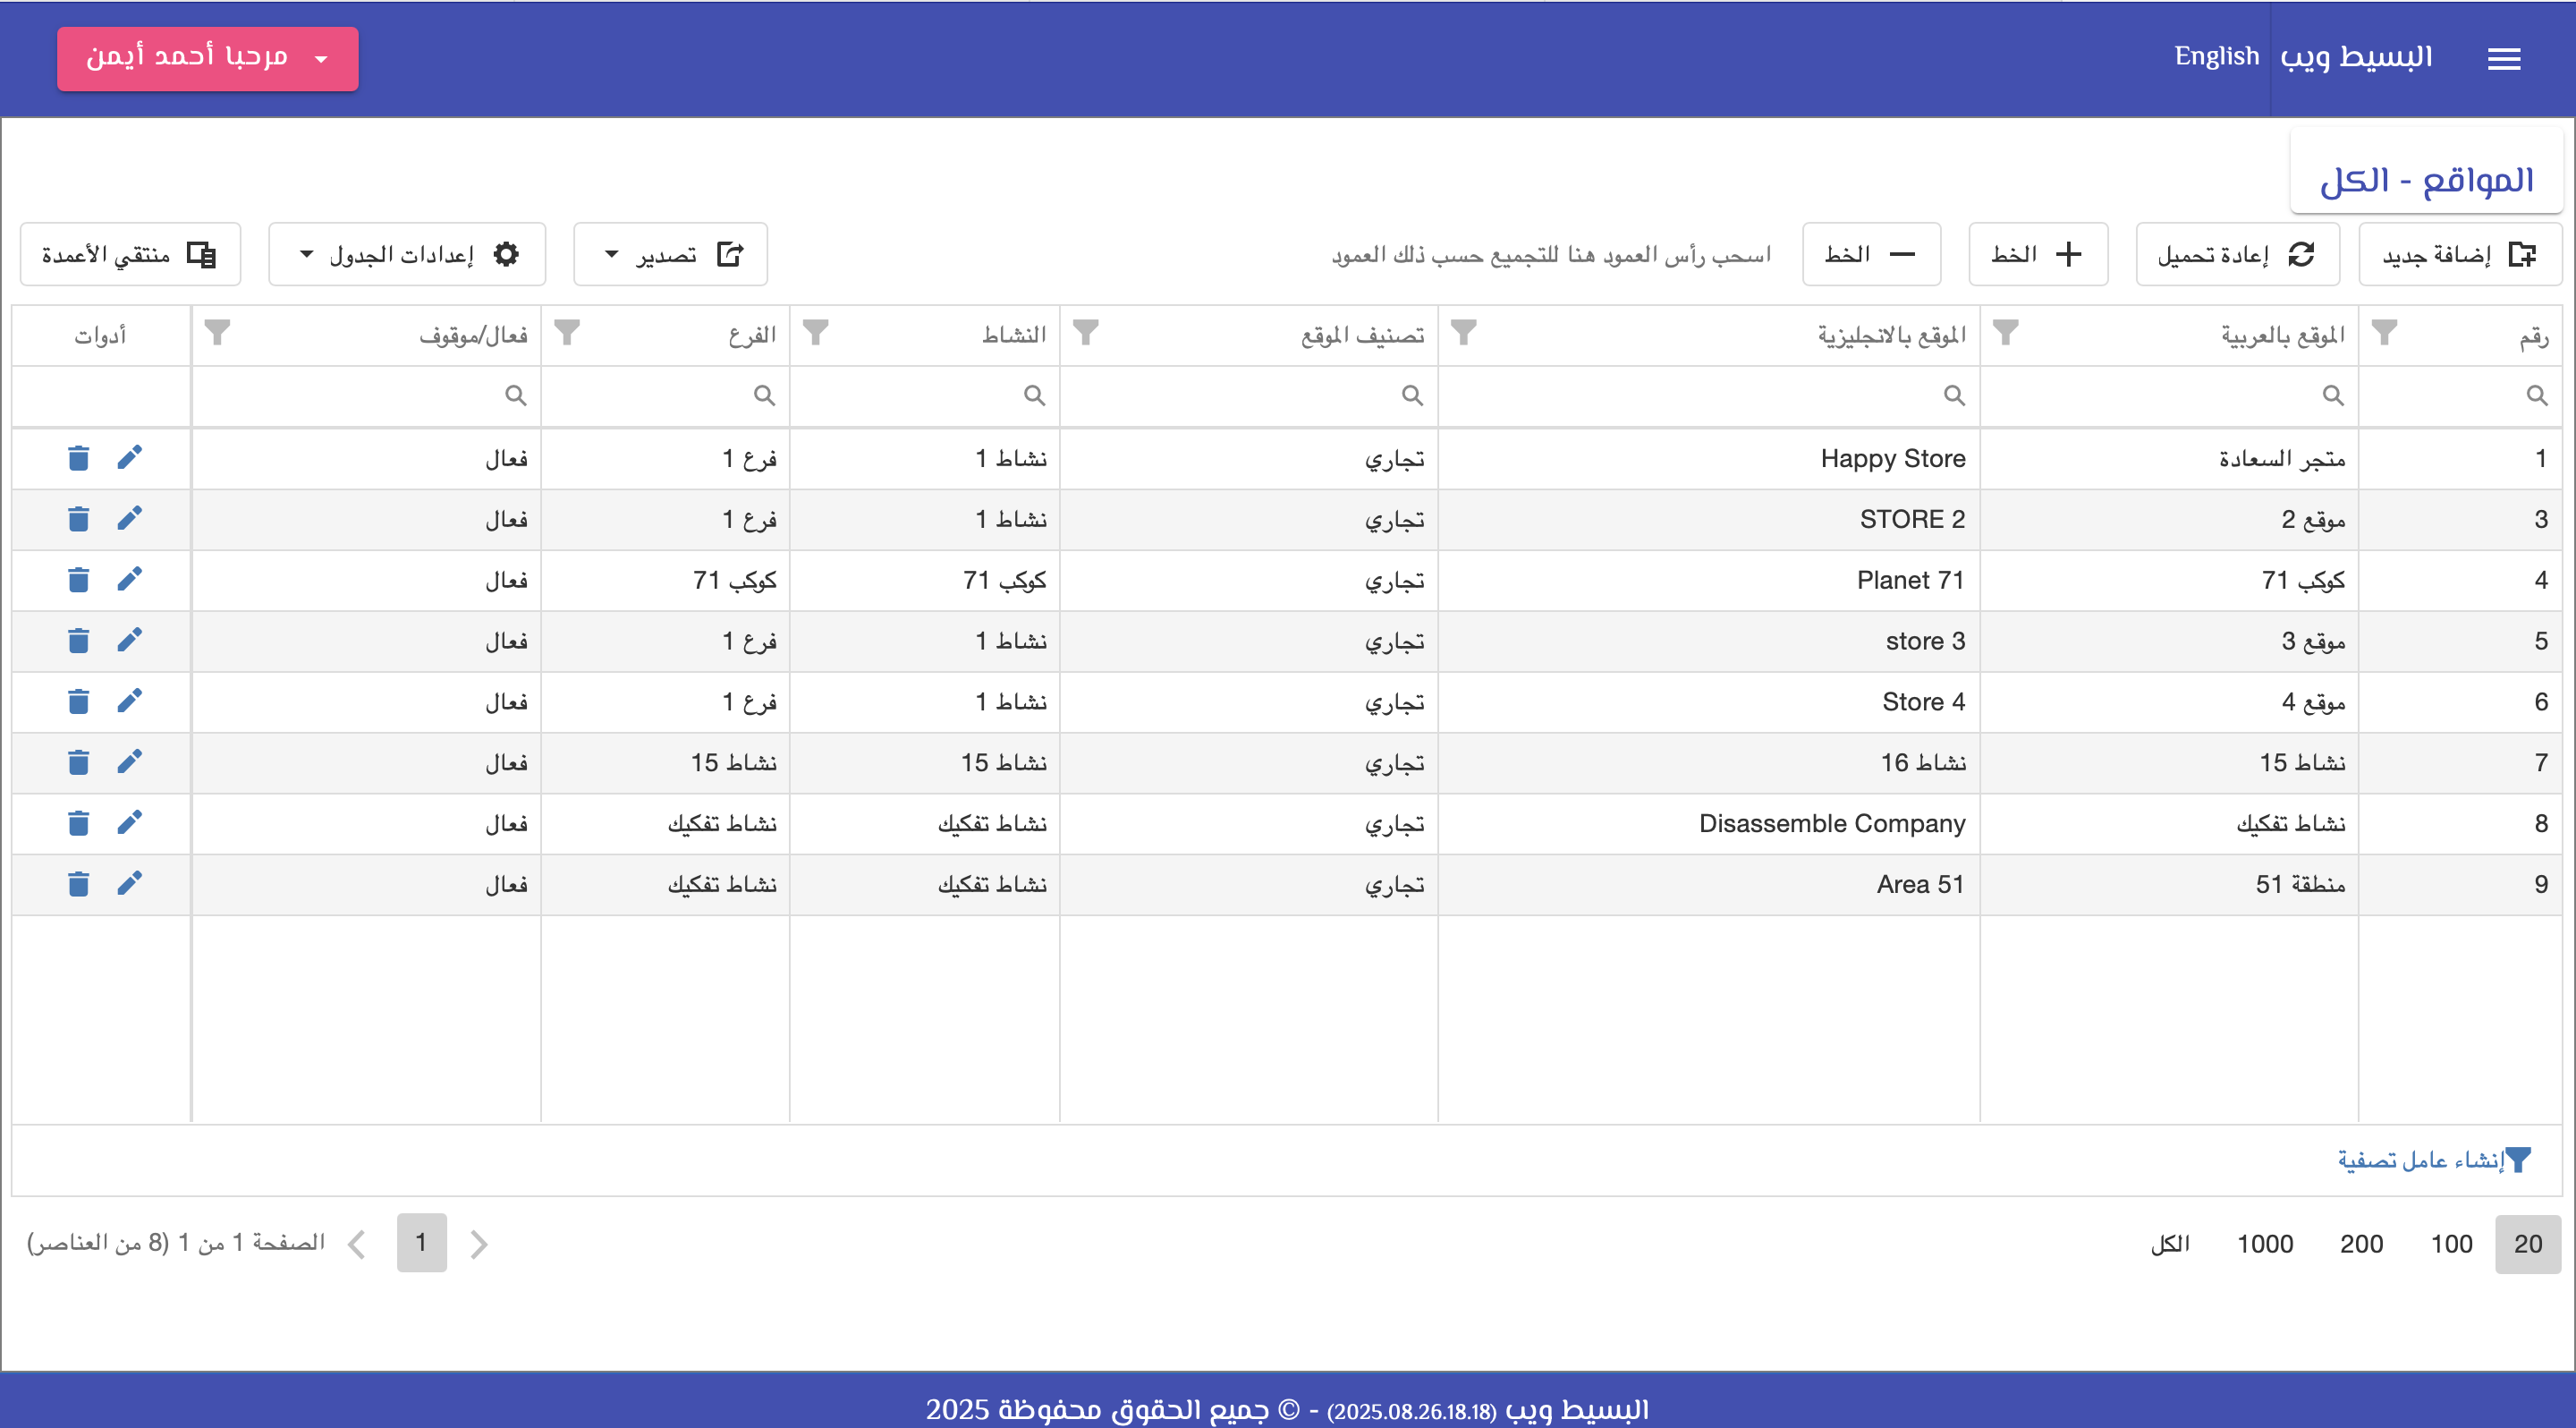 البسيط ويب English مرحبا أحمد أيمن
المواقع - الكل
إضافة جديد إعادة تحميل الخط الخط اسحب رأس العمود هنا للتجميع حسب ذلك العمود تصدير إعدادات الجدول منتقي الأعمدة
رقم الموقع بالعربية الموقع بالانجليزية تصنيف الموقع النشاط الفرع فعال/موقوف أدوات
1 متجر السعادة Happy Store تجاري نشاط 1 فرع 1 فعال
3 موقع 2 STORE 2 تجاري نشاط 1 فرع 1 فعال
4 كوكب 71 Planet 71 تجاري كوكب 71 كوكب 71 فعال
5 موقع 3 store 3 تجاري نشاط 1 فرع 1 فعال
6 موقع 4 Store 4 تجاري نشاط 1 فرع 1 فعال
7 نشاط 15 نشاط 16 تجاري نشاط 15 نشاط 15 فعال
8 نشاط تفكيك Disassemble Company تجاري نشاط تفكيك نشاط تفكيك فعال
9 منطقة 51 Area 51 تجاري نشاط تفكيك نشاط تفكيك فعال
إنشاء عامل تصفية
20 100 200 1000 الكل 1 الصفحة 1 من 1 (8 من العناصر)
البسيط ويب (2025.08.26.18.18) - © جميع الحقوق محفوظة 2025